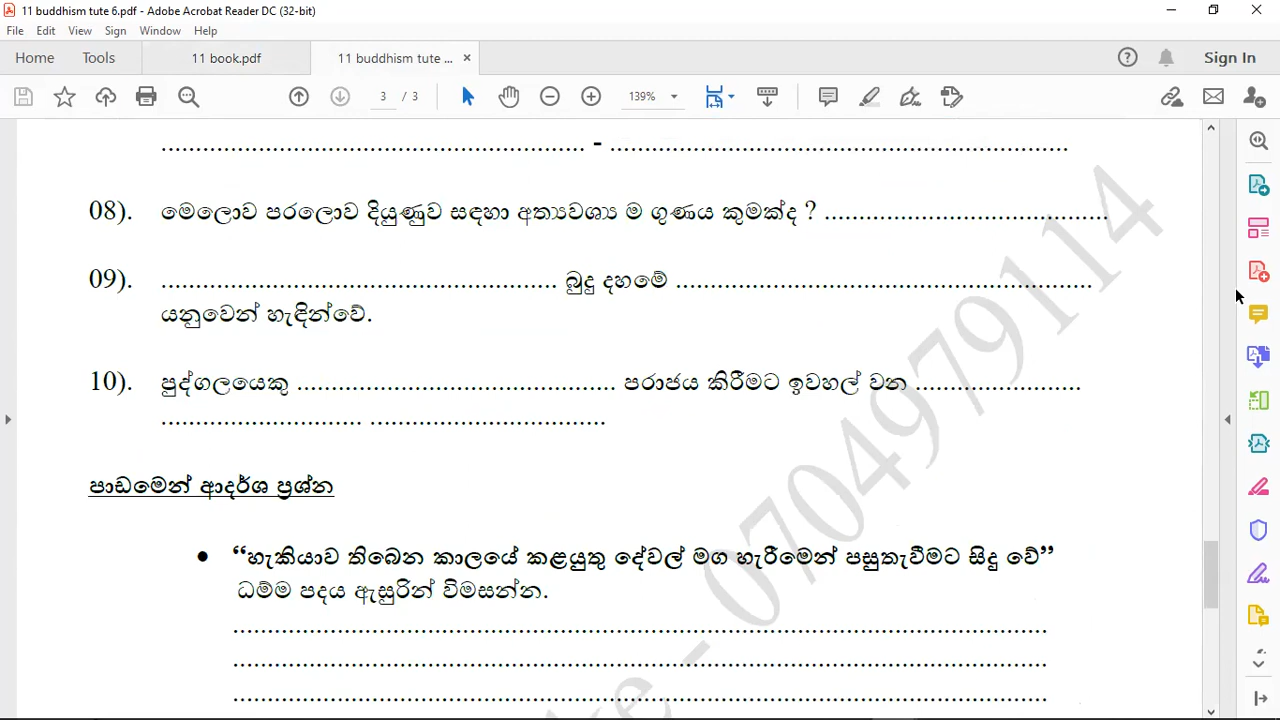 11 buddhism tute 6.pdf - Adobe Acrobat Reader DC (32-bit)
File Edit View Sign Window Help
Home Tools 11 book.pdf 11 buddhism tute ... × Sign In
3 / 3 139%
........................................................... - ................................................................
08). මෙලොව පරලොව දියුණුව සඳහා අත්‍යවශ්‍ය ම ගුණය කුමක්ද ? ........................................
09). ........................................................ බුදු දහමේ ..........................................................
යනුවෙන් හැඳින්වේ.
10). පුද්ගලයෙකු ............................................. පරාජය කිරීමට ඉවහල් වන .......................
............................ .................................
පාඩමෙන් ආදර්ශ ප්‍රශ්න
• “හැකියාව තිබෙන කාලයේ කළයුතු දේවල් මග හැරීමෙන් පසුතැවීමට සිදු වේ”
ධම්ම පදය ඇසුරින් විමසන්න.
..................................................................................................................
..................................................................................................................
..................................................................................................................
- 0704979114